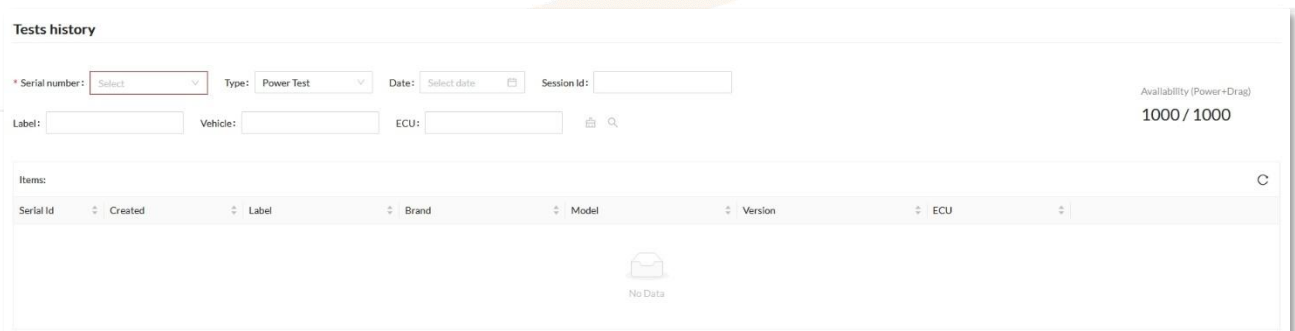 Tests history
* Serial number: Select Type: Power Test Date: Select date Session Id:
Availability (Power+Drag)
1000 / 1000
Label: Vehicle: ECU:
Items:
Serial Id Created Label Brand Model Version ECU
No Data